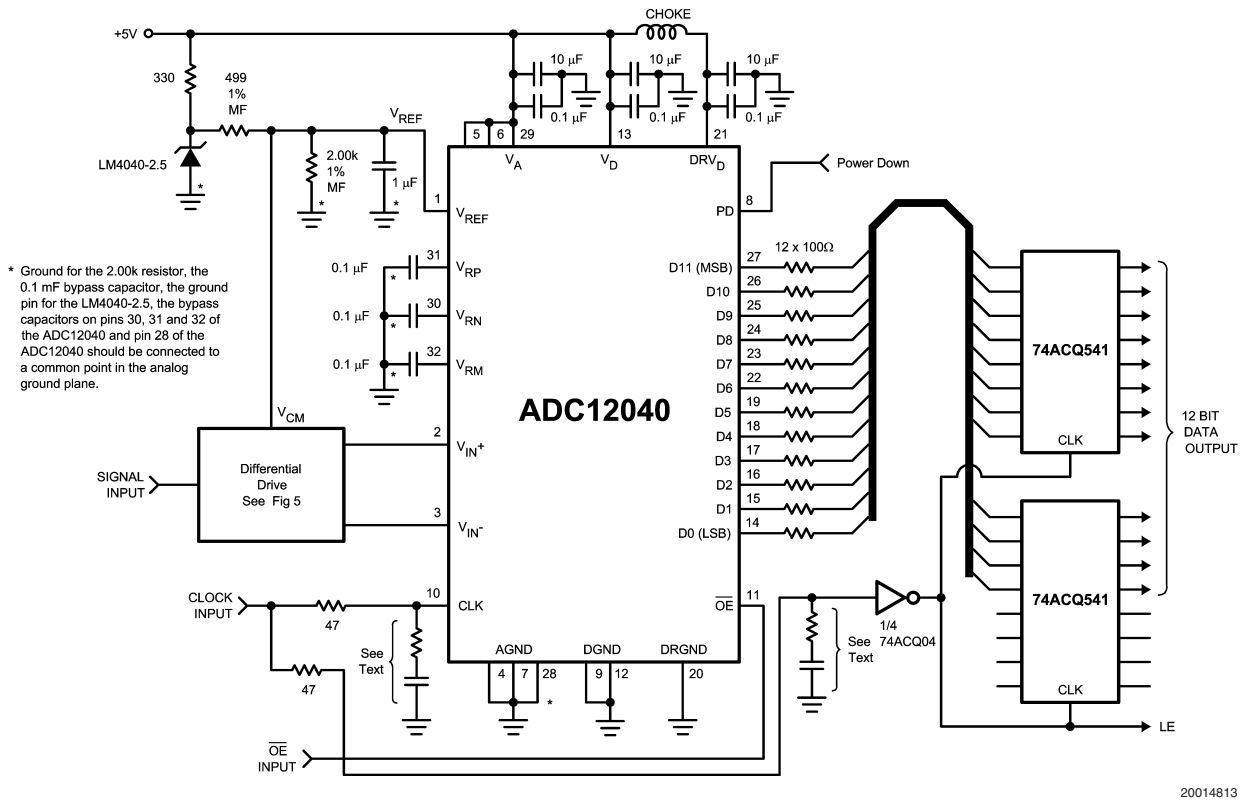 CHOKE
+5V
330
499
1%
MF
10 µF
10 µF
10 µF
0.1 µF
0.1 µF
0.1 µF
VREF
LM4040-2.5
*
2.00k
1%
MF
*
1 µF
*
5
6
29
13
21
VA
VD
DRVD
Power Down
1
VREF
8
PD
* Ground for the 2.00k resistor, the
0.1 mF bypass capacitor, the ground
pin for the LM4040-2.5, the bypass
capacitors on pins 30, 31 and 32 of
the ADC12040 and pin 28 of the
ADC12040 should be connected to
a common point in the analog
ground plane.
0.1 µF
*
31
VRP
0.1 µF
*
30
VRN
0.1 µF
*
32
VRM
ADC12040
12 x 100Ω
D11 (MSB)
27
D10
26
D9
25
D8
24
D7
23
D6
22
D5
19
D4
18
D3
17
D2
16
D1
15
D0 (LSB)
14
74ACQ541
CLK
12 BIT
DATA
OUTPUT
VCM
SIGNAL
INPUT
Differential
Drive
See Fig 5
2
VIN+
3
VIN-
CLOCK
INPUT
47
47
10
CLK
See
Text
OE
11
AGND
DGND
DRGND
4
7
28
*
9
12
20
See
Text
1/4
74ACQ04
74ACQ541
CLK
LE
OE
INPUT
20014813